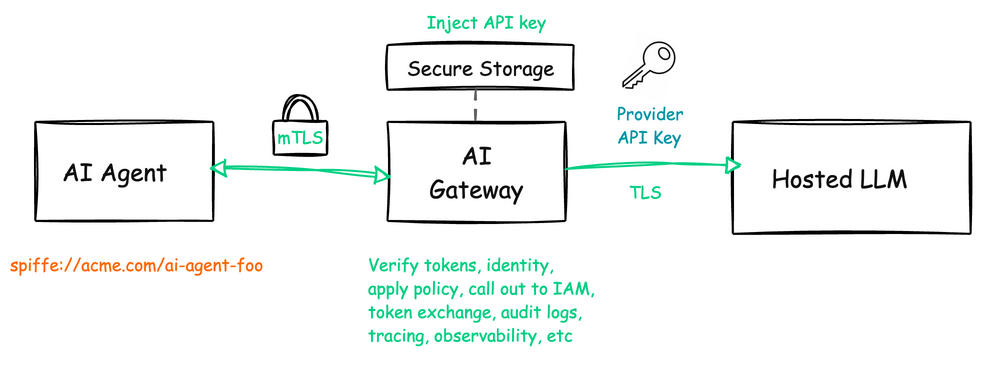 Inject API key
Secure Storage
Provider
API Key
mTLS
AI Agent
AI
Gateway
Hosted LLM
TLS
spiffe://acme.com/ai-agent-foo
Verify tokens, identity,
apply policy, call out to IAM,
token exchange, audit logs,
tracing, observability, etc